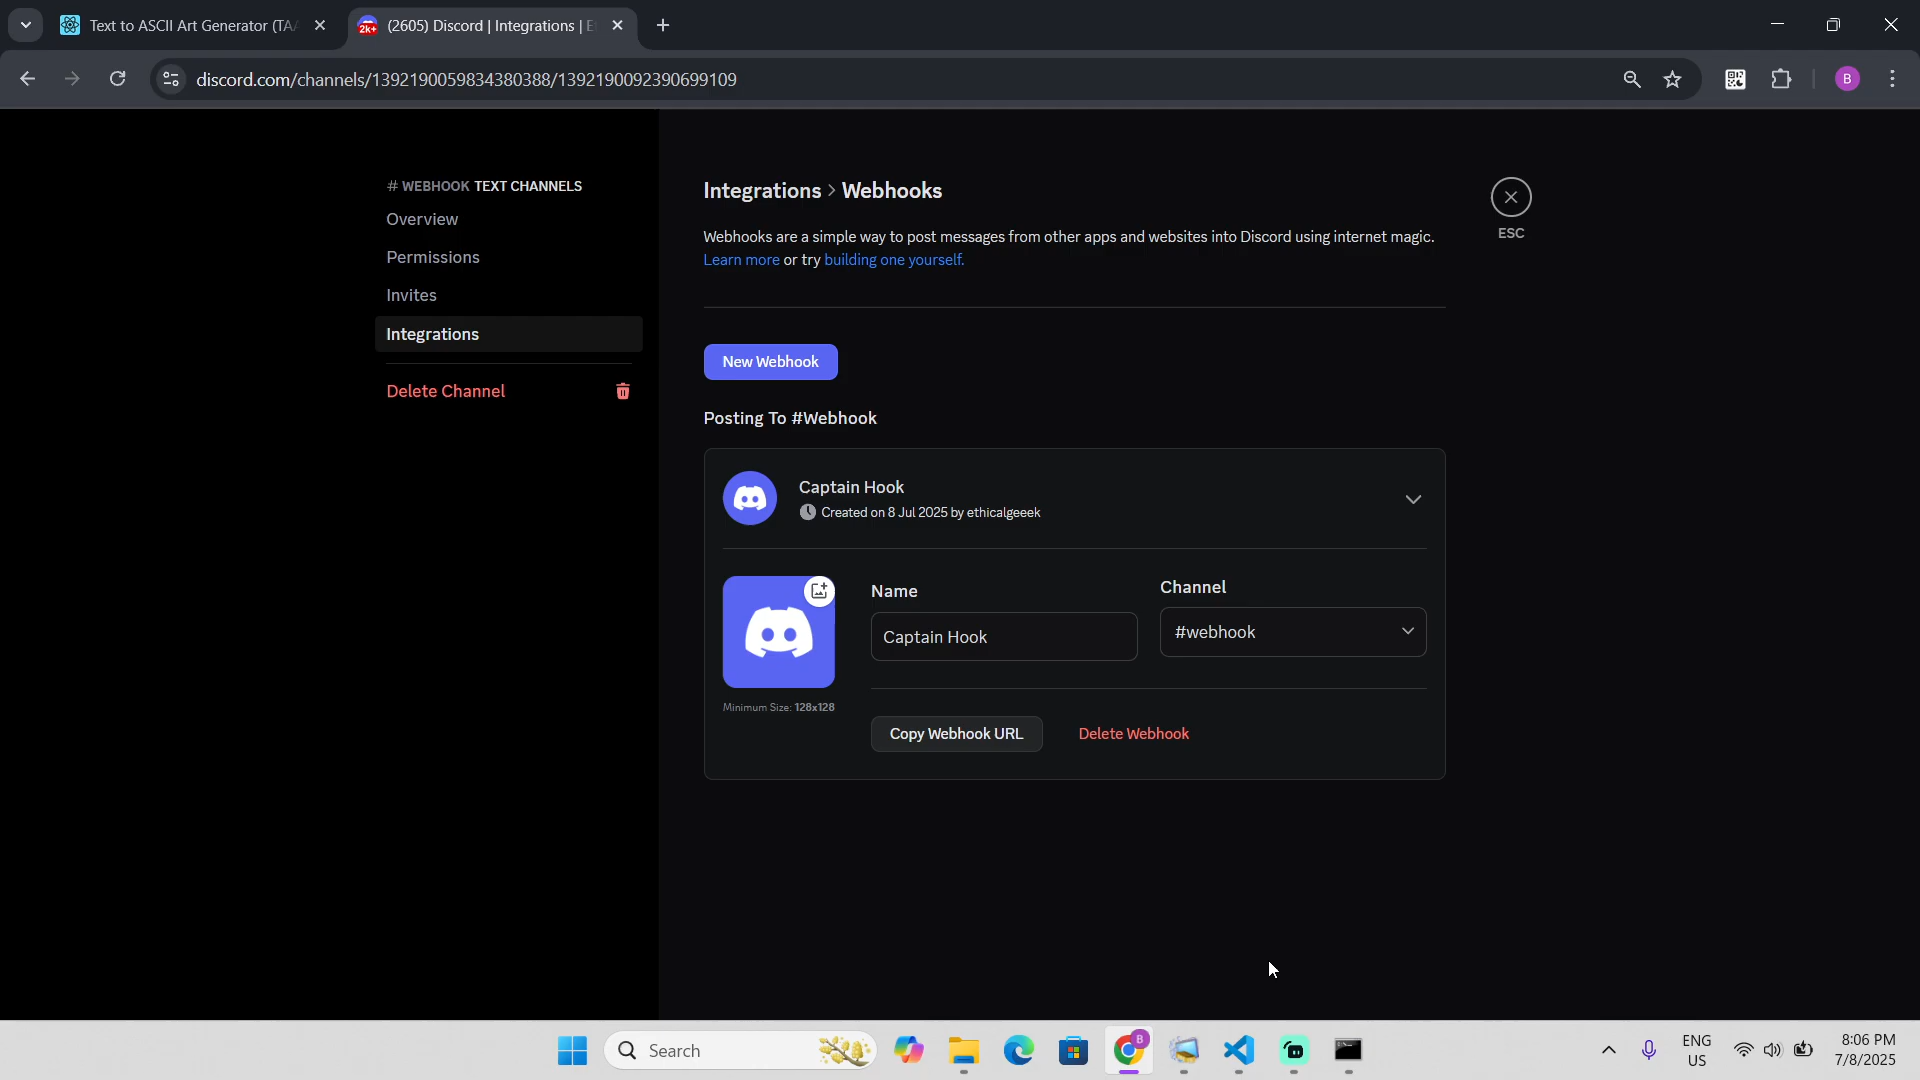 Text to ASCII Art Generator (TAA
(2605) Discord | Integrations | E
2k+
discord.com/channels/1392190059834380388/1392190092390699109
B
# WEBHOOK TEXT CHANNELS
Overview
Permissions
Invites
Integrations
Delete Channel
Integrations > Webhooks
Webhooks are a simple way to post messages from other apps and websites into Discord using internet magic.
Learn more or try building one yourself.
ESC
New Webhook
Posting To #Webhook
Captain Hook
Created on 8 Jul 2025 by ethicalgeeek
Name
Channel
Captain Hook
#webhook
Minimum Size: 128x128
Copy Webhook URL
Delete Webhook
Search
B
ENG
US
8:06 PM
7/8/2025